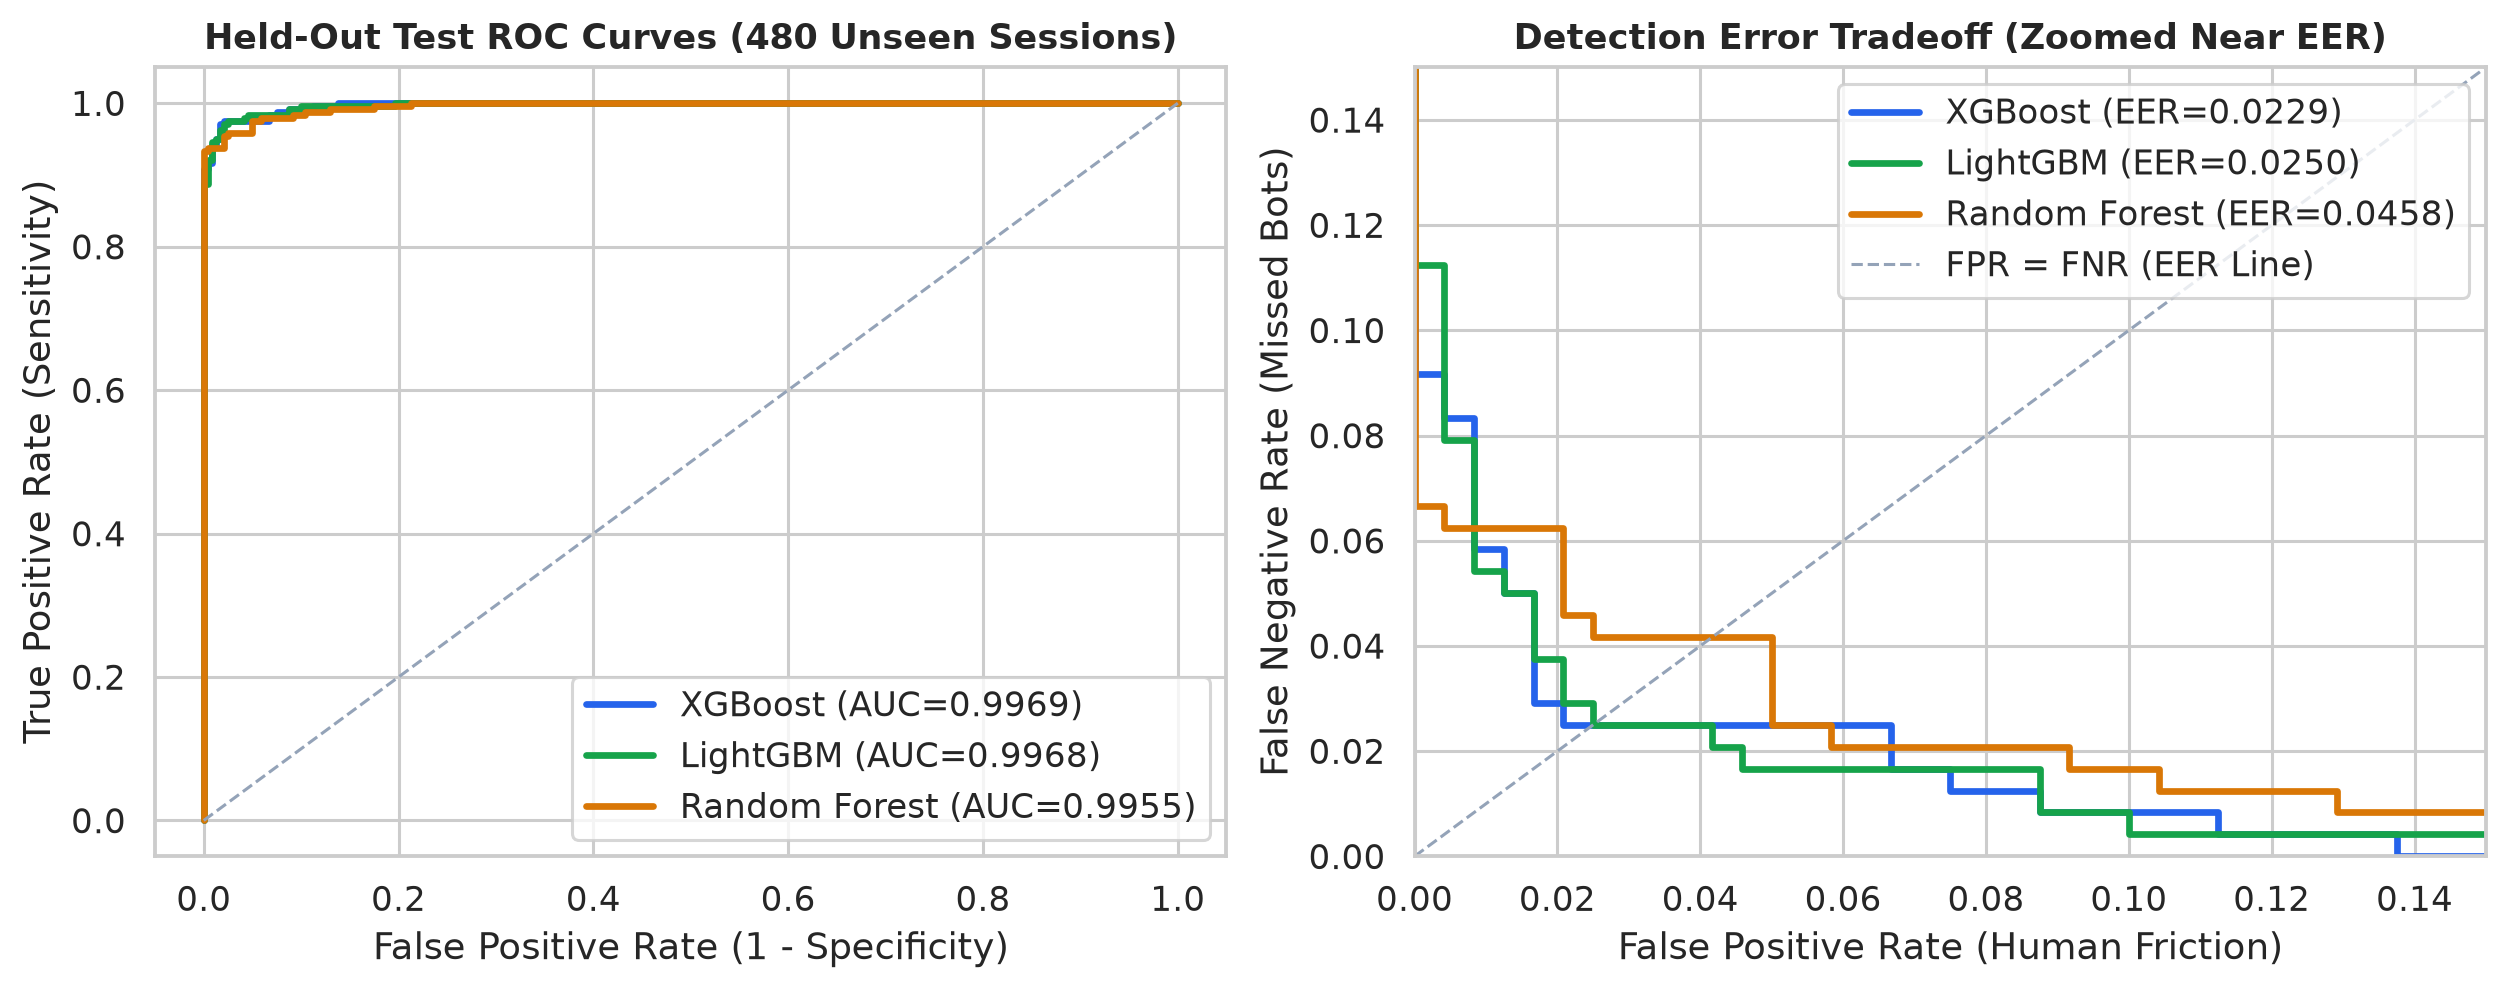 Held-Out Test ROC Curves (480 Unseen Sessions)
True Positive Rate (Sensitivity)
1.0
0.8
0.6
0.4
0.2
0.0
XGBoost (AUC=0.9969)
LightGBM (AUC=0.9968)
Random Forest (AUC=0.9955)
0.0 0.2 0.4 0.6 0.8 1.0
False Positive Rate (1 - Specificity)
Detection Error Tradeoff (Zoomed Near EER)
False Negative Rate (Missed Bots)
0.14
0.12
0.10
0.08
0.06
0.04
0.02
0.00
XGBoost (EER=0.0229)
LightGBM (EER=0.0250)
Random Forest (EER=0.0458)
FPR = FNR (EER Line)
0.00 0.02 0.04 0.06 0.08 0.10 0.12 0.14
False Positive Rate (Human Friction)